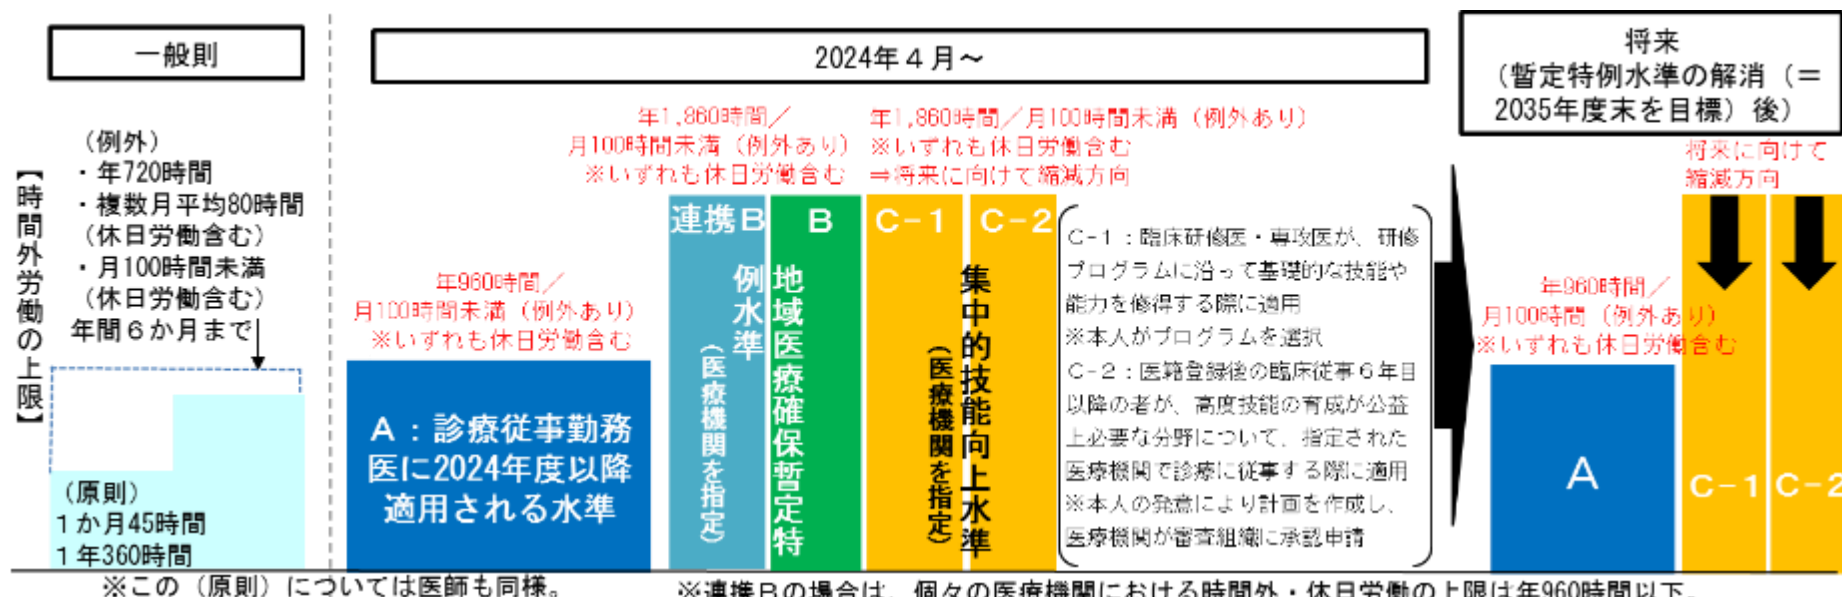 一般則
2024年４月～
将来
（暫定特例水準の解消（＝
2035年度末を目標）後）
【時間外労働の上限】
（例外）
・年720時間
・複数月平均80時間
（休日労働含む）
・月100時間未満
（休日労働含む）
年間６か月まで
（原則）
１か月45時間
１年360時間
※この（原則）については医師も同様。
年960時間／
月100時間未満（例外あり）
※いずれも休日労働含む
Ａ：診療従事勤務
医に2024年度以降
適用される水準
年1,860時間／
月100時間未満（例外あり）
※いずれも休日労働含む
連携Ｂ
Ｂ
地域医療確保暫定特
例水準
（医療機関を指定）
年1,860時間／月100時間未満（例外あり）
※いずれも休日労働含む
⇒将来に向けて縮減方向
Ｃ-１
Ｃ-２
集中的技能向上水準
（医療機関を指定）
Ｃ-１：臨床研修医・専攻医が、研修
プログラムに沿って基礎的な技能や
能力を修得する際に適用
※本人がプログラムを選択
Ｃ-２：医籍登録後の臨床従事６年目
以降の者が、高度技能の育成が公益
上必要な分野について、指定された
医療機関で診療に従事する際に適用
※本人の発意により計画を作成し、
医療機関が審査組織に承認申請
将来に向けて
縮減方向
年960時間／
月100時間（例外あり）
※いずれも休日労働含む
Ａ
Ｃ-１
Ｃ-２
※連携Ｂの場合は、個々の医療機関における時間外・休日労働の上限は年960時間以下。